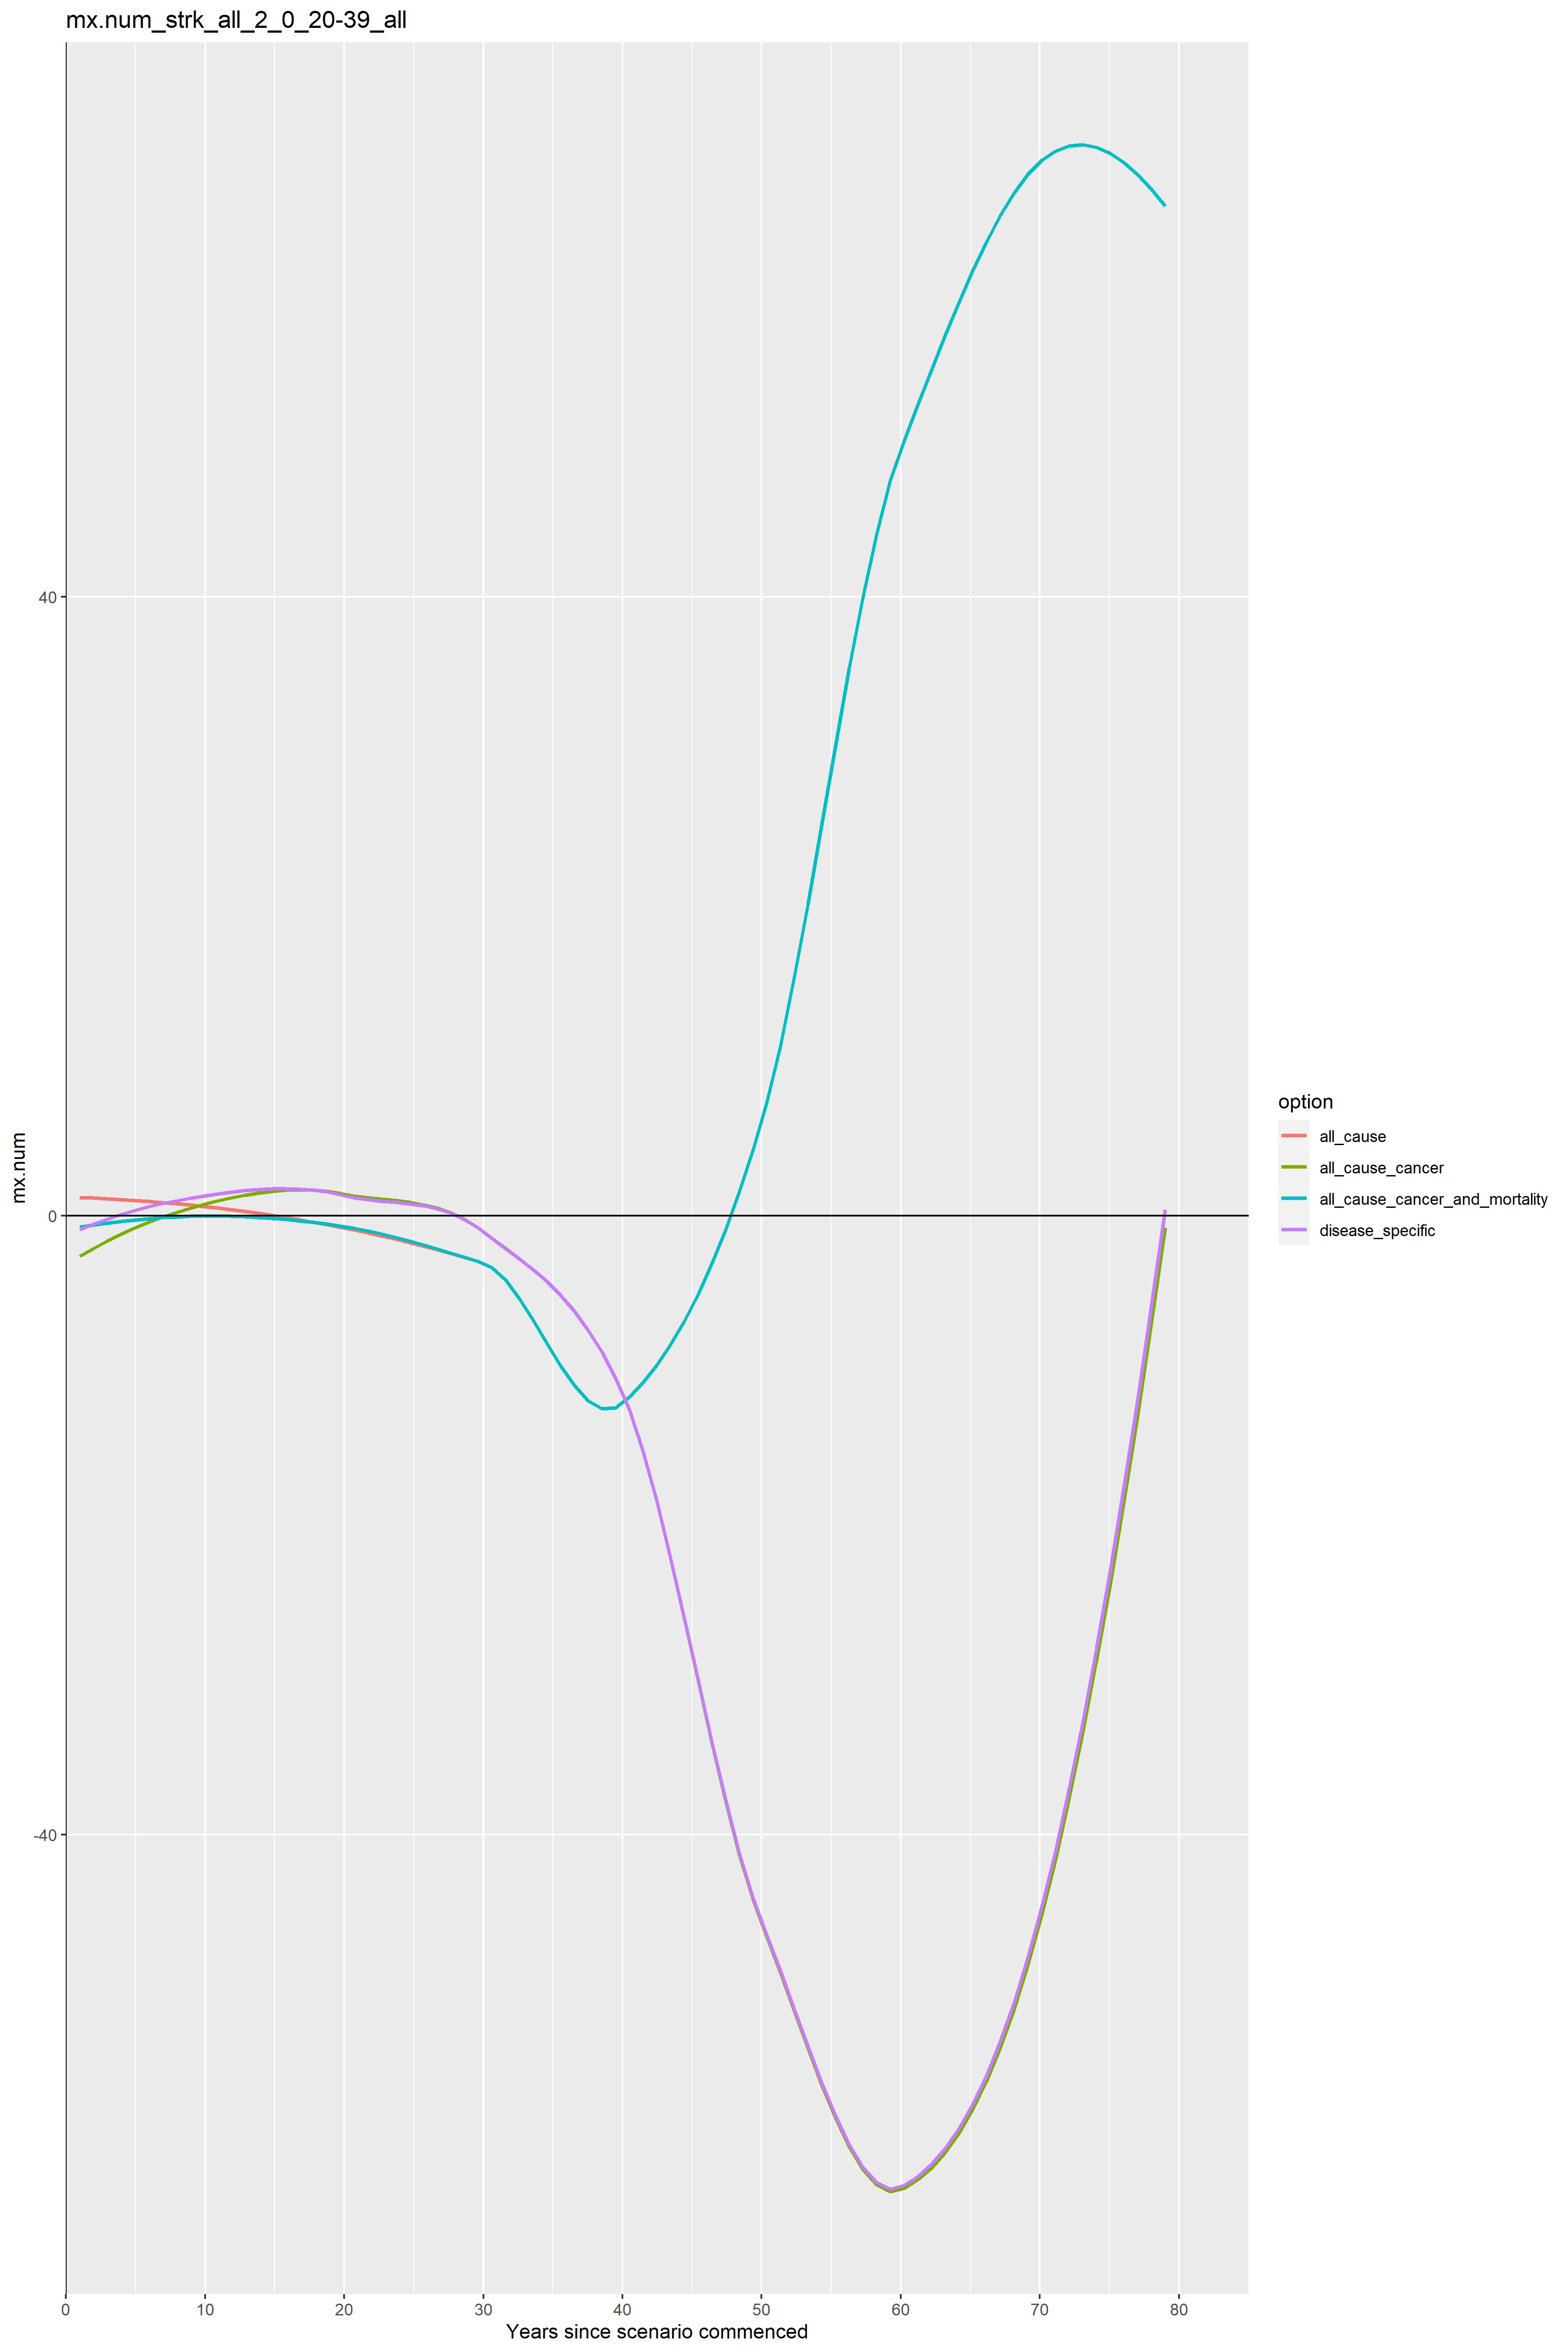 mx.num_strk_all_2_0_20-39_all
mx.num
40
0
-40
0 10 20 30 40 50 60 70 80
Years since scenario commenced
option
all_cause
all_cause_cancer
all_cause_cancer_and_mortality
disease_specific